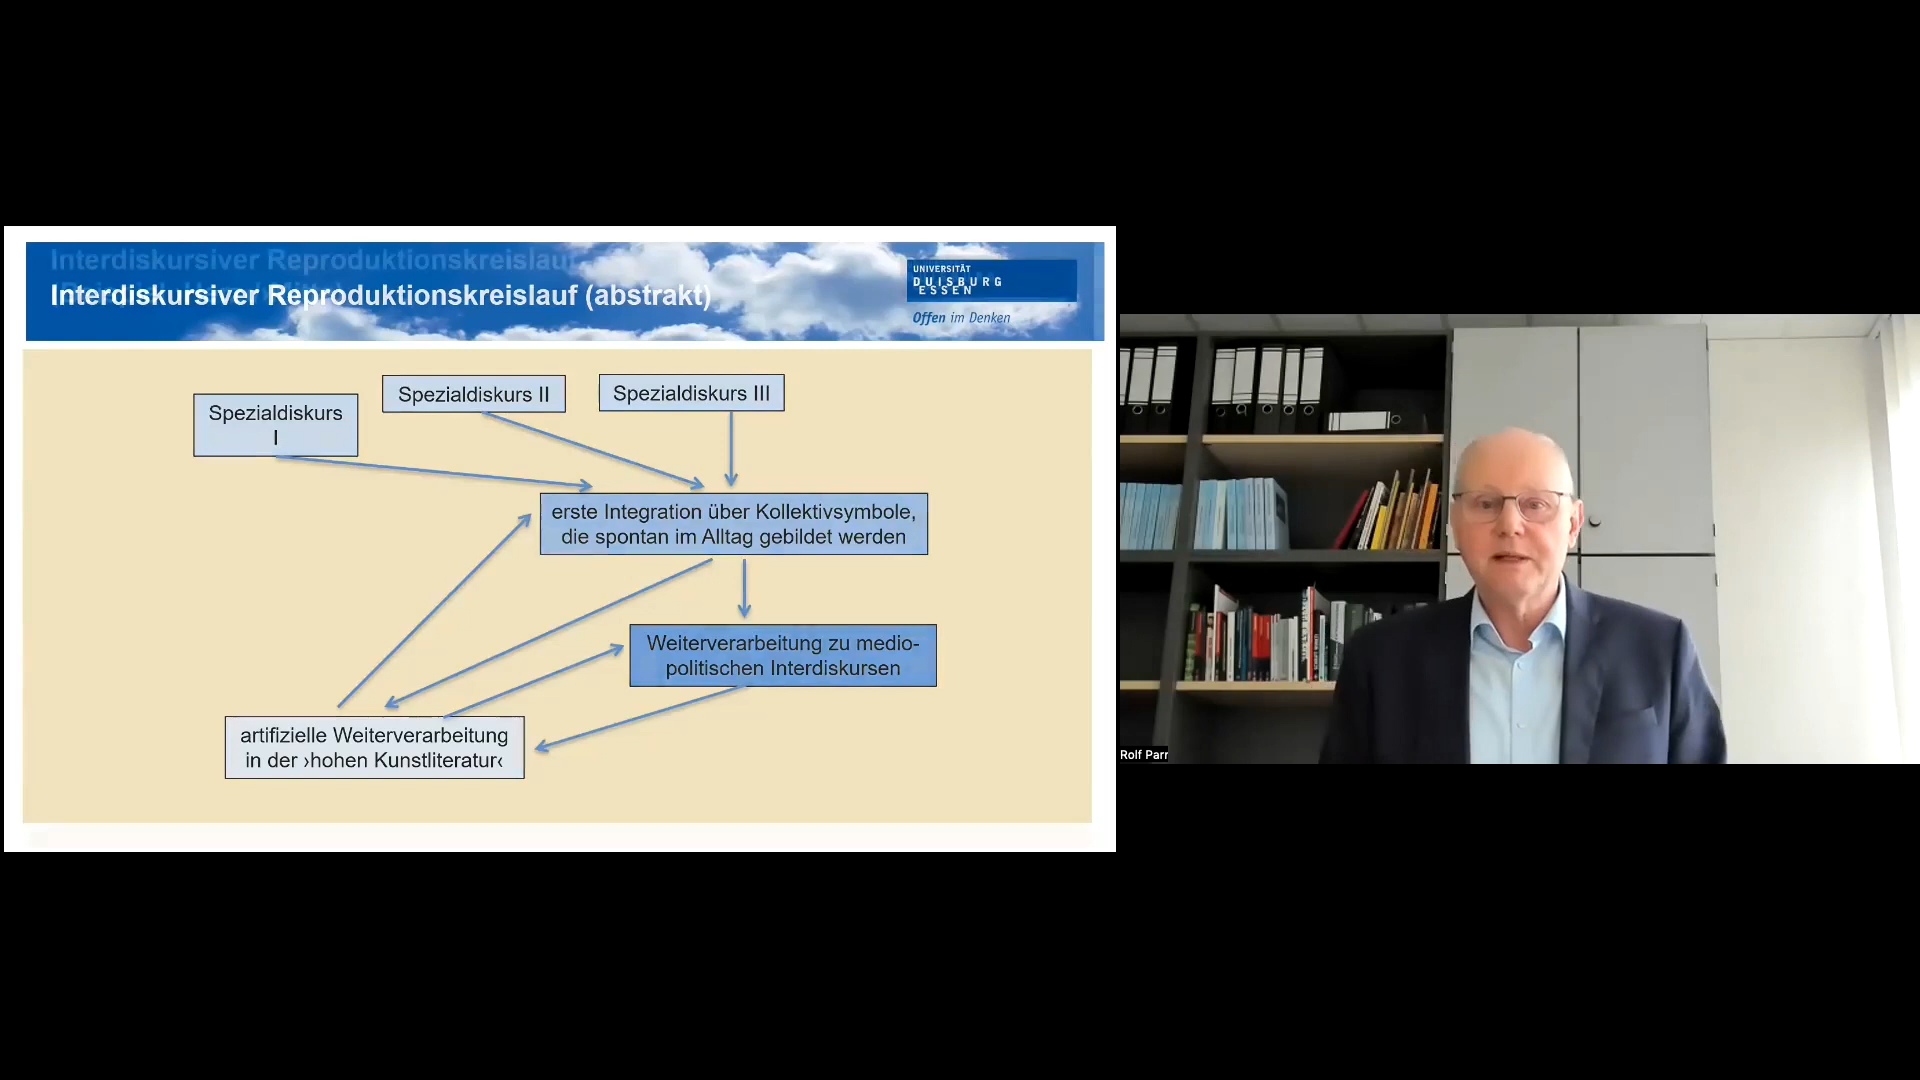 Interdiskursiver Reproduktionskreislauf
Interdiskursiver Reproduktionskreislauf (abstrakt)
UNIVERSITÄT
DUISBURG
ESSEN
Offen im Denken
Spezialdiskurs
I
Spezialdiskurs II
Spezialdiskurs III
erste Integration über Kollektivsymbole,
die spontan im Alltag gebildet werden
Weiterverarbeitung zu medio-
politischen Interdiskursen
artifizielle Weiterverarbeitung
in der ›hohen Kunstliteratur‹
Rolf Parr